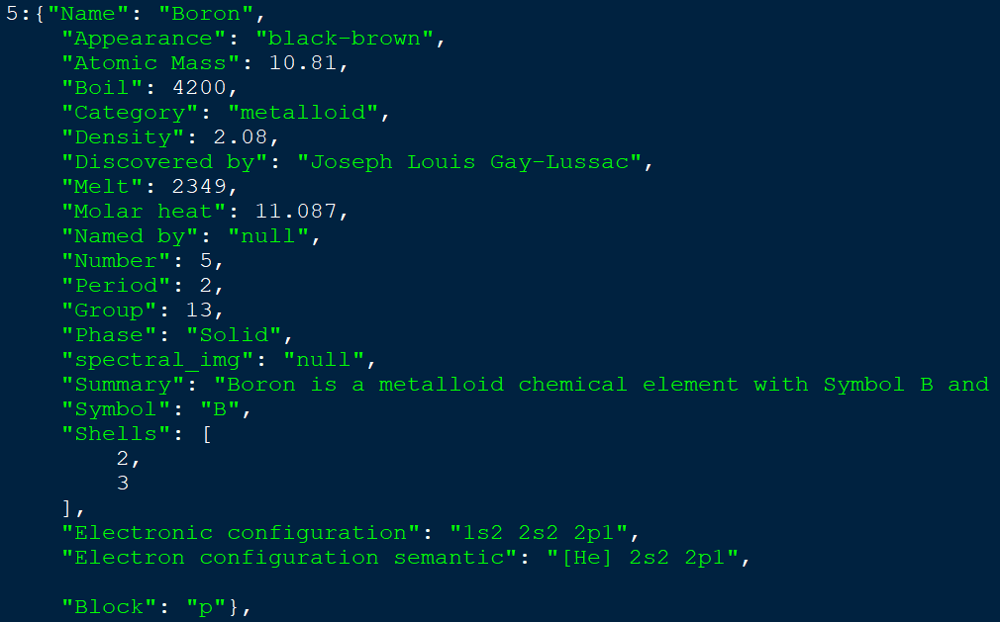 5:{"Name": "Boron",
"Appearance": "black-brown",
"Atomic Mass": 10.81,
"Boil": 4200,
"Category": "metalloid",
"Density": 2.08,
"Discovered by": "Joseph Louis Gay-Lussac",
"Melt": 2349,
"Molar heat": 11.087,
"Named by": "null",
"Number": 5,
"Period": 2,
"Group": 13,
"Phase": "Solid",
"spectral_img": "null",
"Summary": "Boron is a metalloid chemical element with Symbol B and
"Symbol": "B",
"Shells": [
2,
3
],
"Electronic configuration": "1s2 2s2 2p1",
"Electron configuration semantic": "[He] 2s2 2p1",
"Block": "p"},